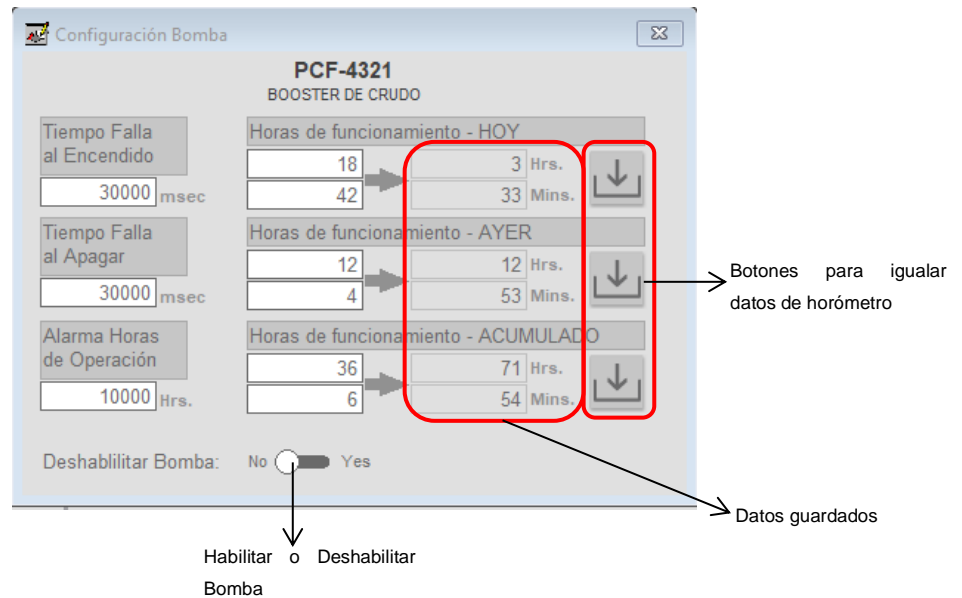 Configuración Bomba
PCF-4321
BOOSTER DE CRUDO
Tiempo Falla
al Encendido
30000 msec
Horas de funcionamiento - HOY
18 3 Hrs.
42 33 Mins.
Tiempo Falla
al Apagar
30000 msec
Horas de funcionamiento - AYER
12 12 Hrs.
4 53 Mins.
Alarma Horas
de Operación
10000 Hrs.
Horas de funcionamiento - ACUMULADO
36 71 Hrs.
6 54 Mins.
Deshablilitar Bomba: No Yes
Botones para igualar
datos de horómetro
Datos guardados
Habilitar o Deshabilitar
Bomba